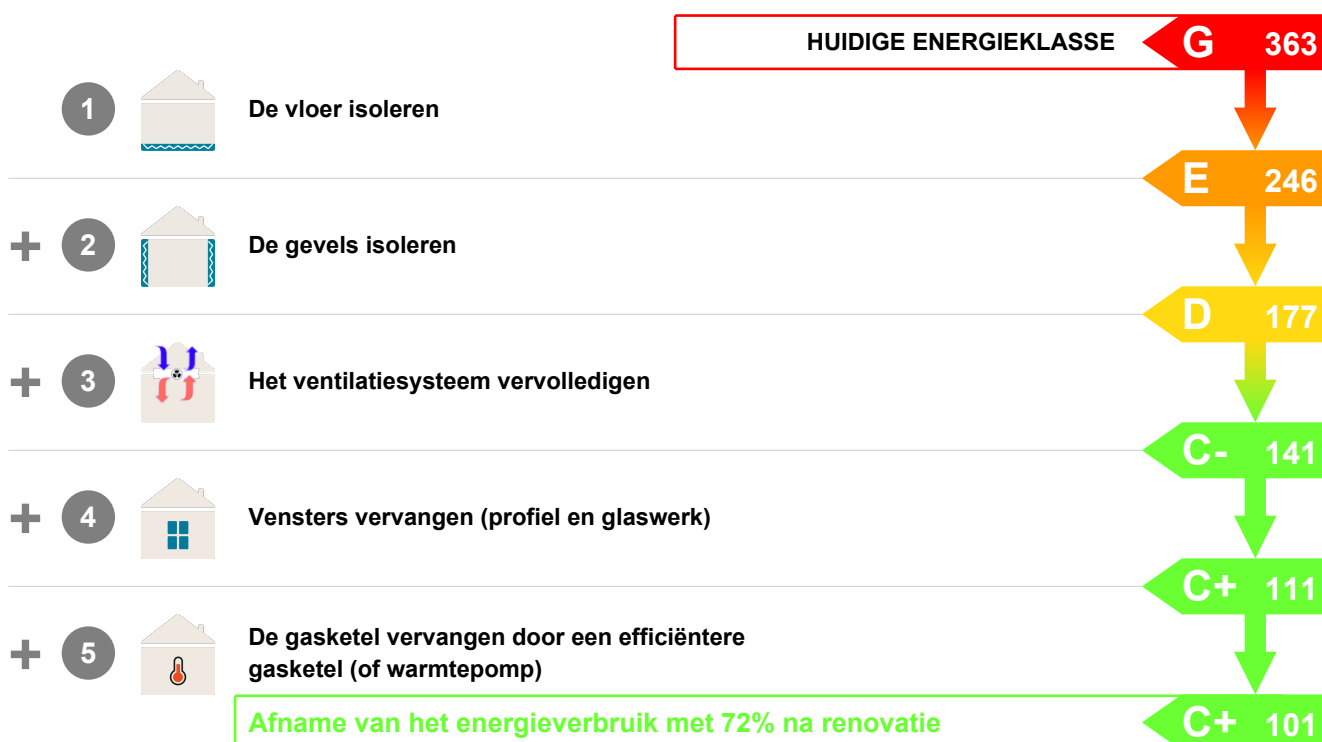 HUIDIGE ENERGIEKLASSE G 363
1 De vloer isoleren
E 246
+ 2 De gevels isoleren
D 177
+ 3 Het ventilatiesysteem vervolledigen
C- 141
+ 4 Vensters vervangen (profiel en glaswerk)
C+ 111
+ 5 De gasketel vervangen door een efficiëntere
gasketel (of warmtepomp)
Afname van het energieverbruik met 72% na renovatie C+ 101